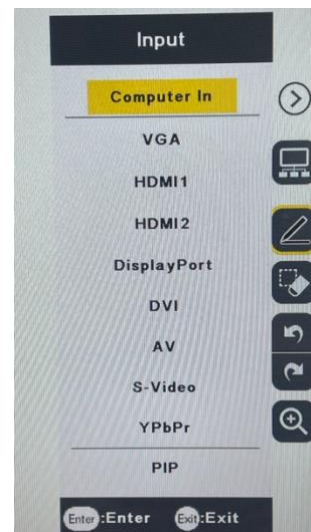 Input
Computer In
VGA
HDMI1
HDMI2
DisplayPort
DVI
AV
S-Video
YPbPr
PIP
Enter:Enter Exit:Exit